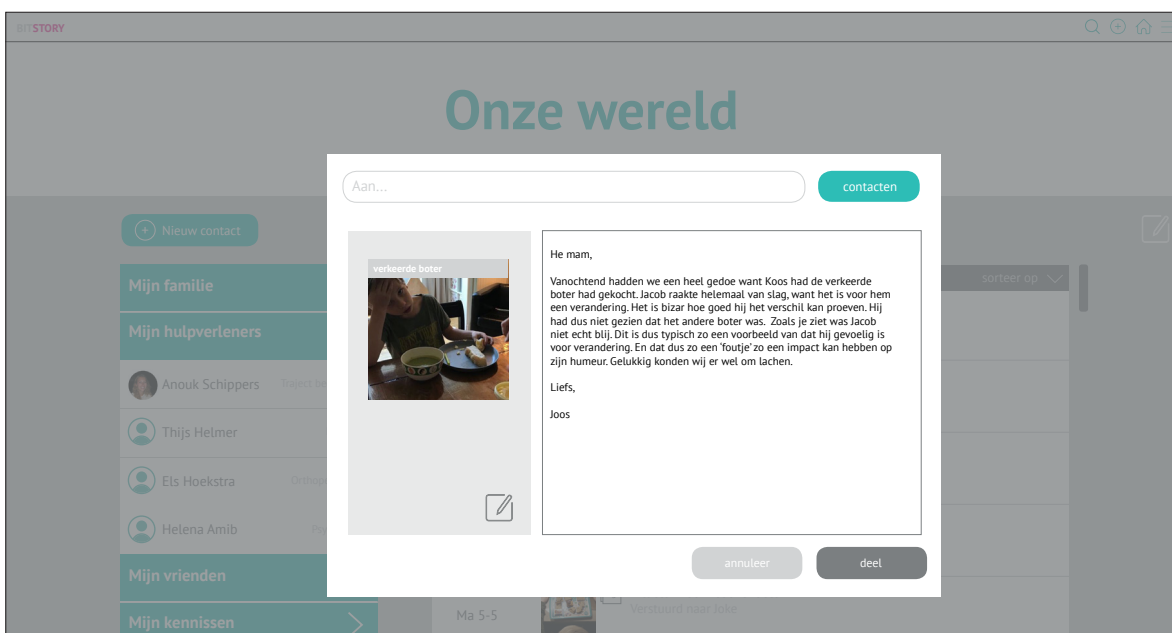 BITSTORY
Onze wereld
Aan...
contacten
Nieuw contact
Mijn familie
Mijn hulpverleners
Anouk Schippers
Thijs Helmer
Els Hoekstra
Helena Amib
Mijn vrienden
Mijn kennissen
verkeerde boter
He mam,
Vanochtend hadden we een heel gedoe want Koos had de verkeerde
boter had gekocht. Jacob raakte helemaal van slag, want het is voor hem
een verandering. Het is bizar hoe goed hij het verschil kan proeven. Hij
had dus niet gezien dat het andere boter was. Zoals je ziet was Jacob
niet echt blij. Dit is dus typisch zo een voorbeeld van dat hij gevoelig is
voor verandering. En dat dus zo een 'foutje' zo een impact kan hebben op
zijn humeur. Gelukkig konden wij er wel om lachen.
Liefs,
Joos
annuleer
deel
sorteer op
Ma 5-5
Verstuurd naar Joke